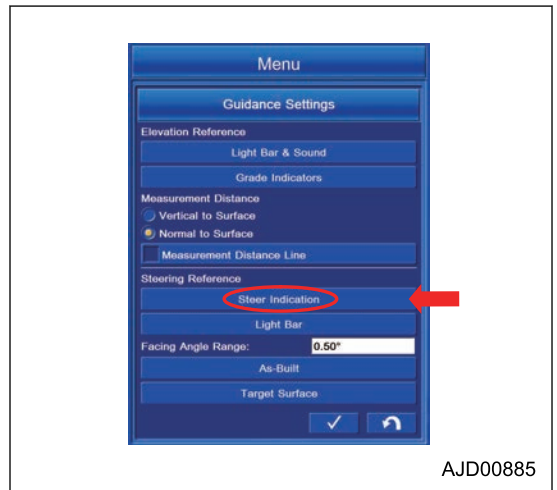 Menu
Guidance Settings
Elevation Reference
Light Bar & Sound
Grade Indicators
Measurement Distance
Vertical to Surface
Normal to Surface
Measurement Distance Line
Steering Reference
Steer Indication
Light Bar
Facing Angle Range: 0.50°
As-Built
Target Surface
AJD00885